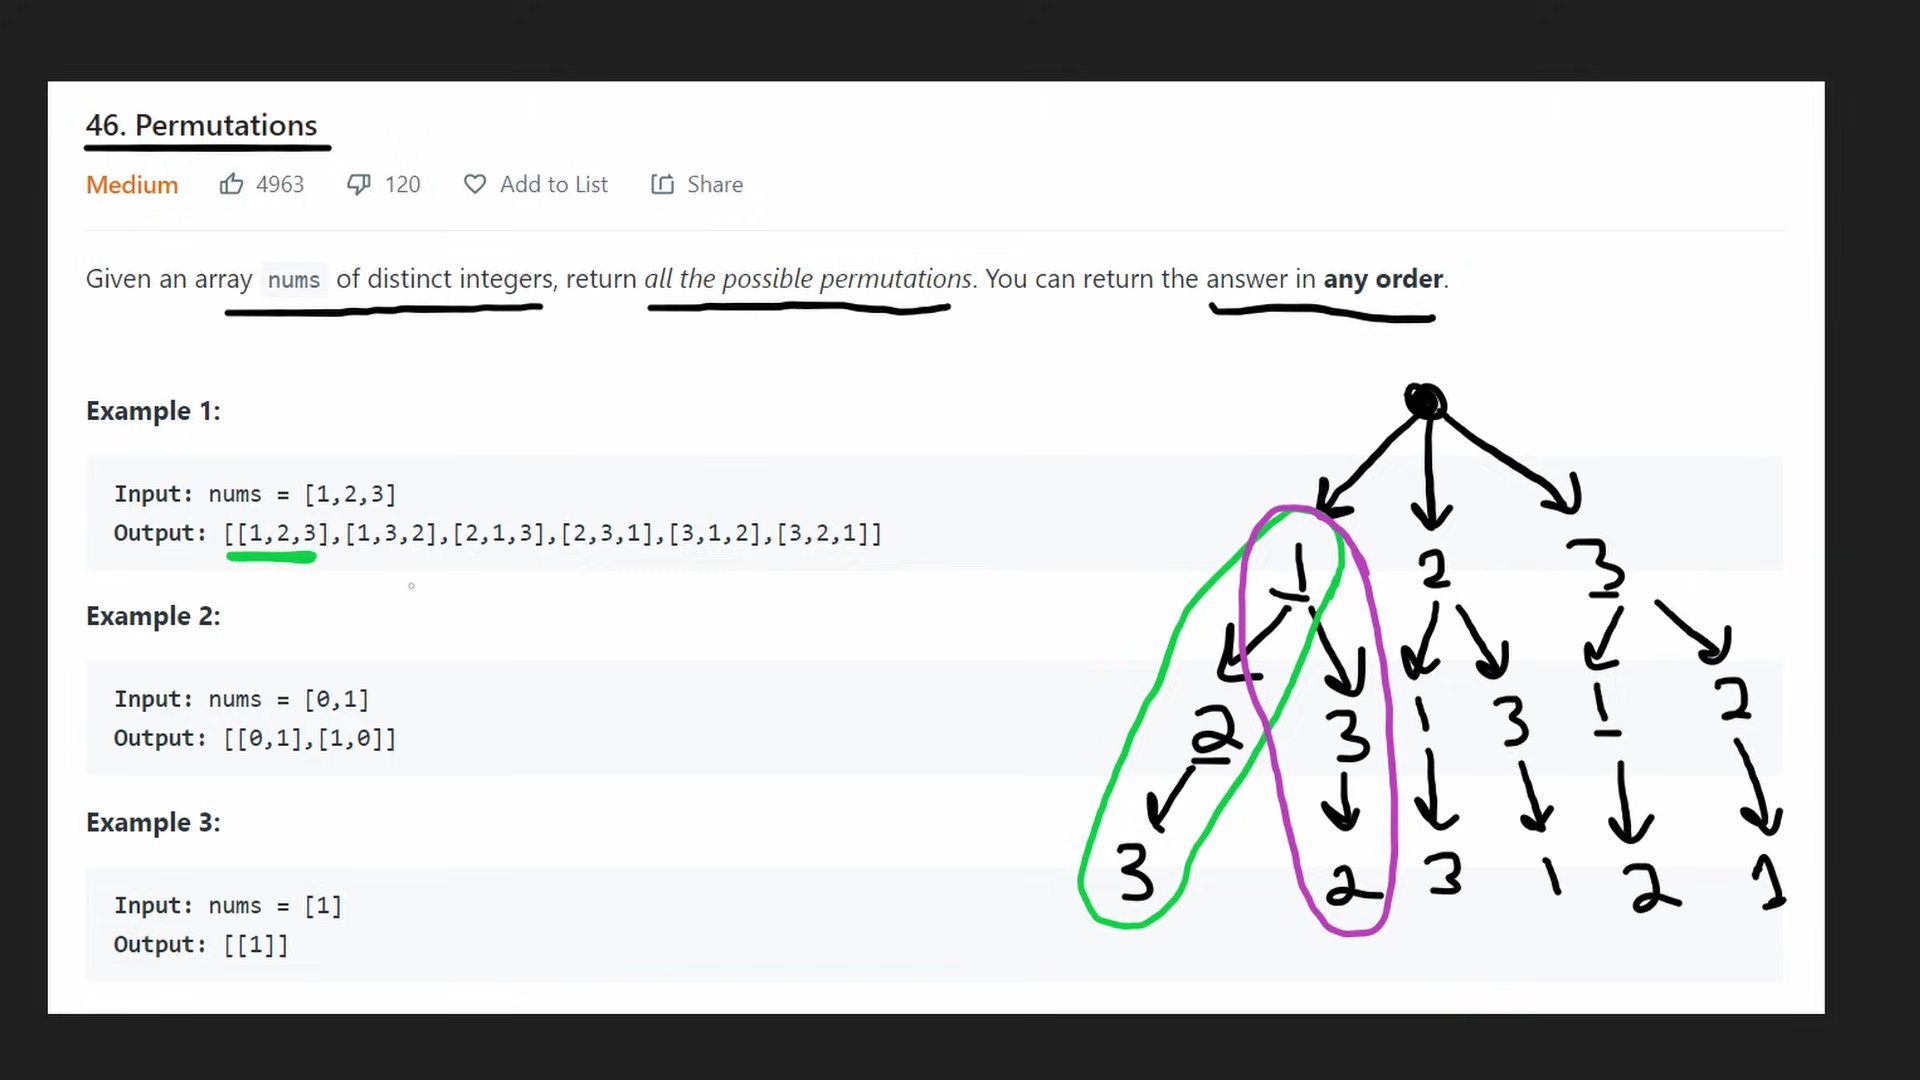 46. Permutations
Medium 4963 120 Add to List Share
Given an array nums of distinct integers, return all the possible permutations. You can return the answer in any order.
Example 1:
Input: nums = [1,2,3]
Output: [[1,2,3],[1,3,2],[2,1,3],[2,3,1],[3,1,2],[3,2,1]]
Example 2:
Input: nums = [0,1]
Output: [[0,1],[1,0]]
Example 3:
Input: nums = [1]
Output: [[1]]
1 2 3
2 3 1 3 1 2
3 2 3 1 2 1